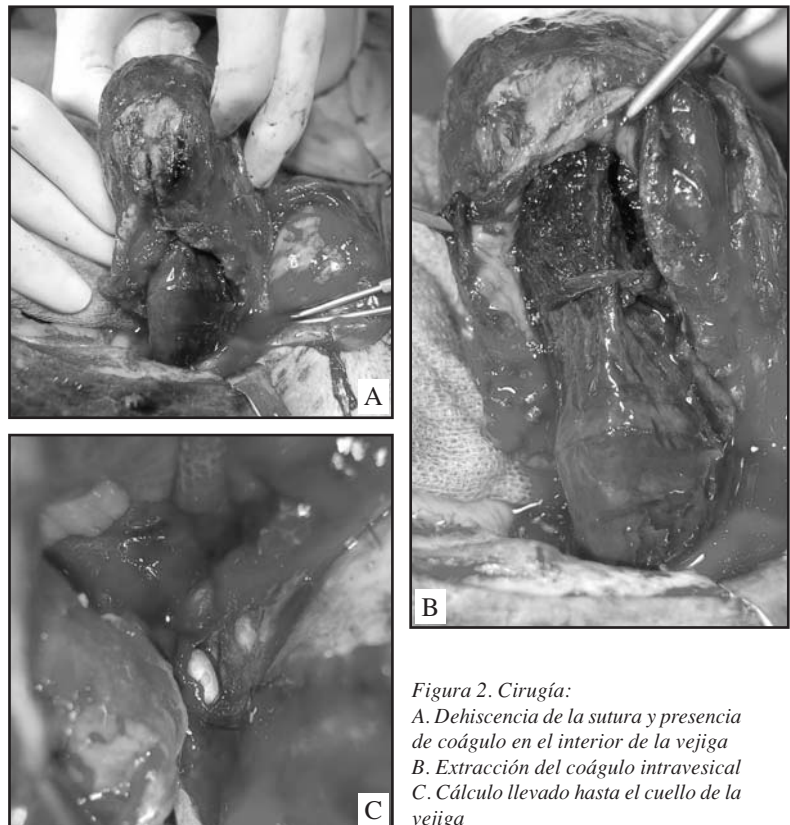 A
B
C
Figura 2. Cirugía:
A. Dehiscencia de la sutura y presencia
de coágulo en el interior de la vejiga
B. Extracción del coágulo intravesical
C. Cálculo llevado hasta el cuello de la
vejiga